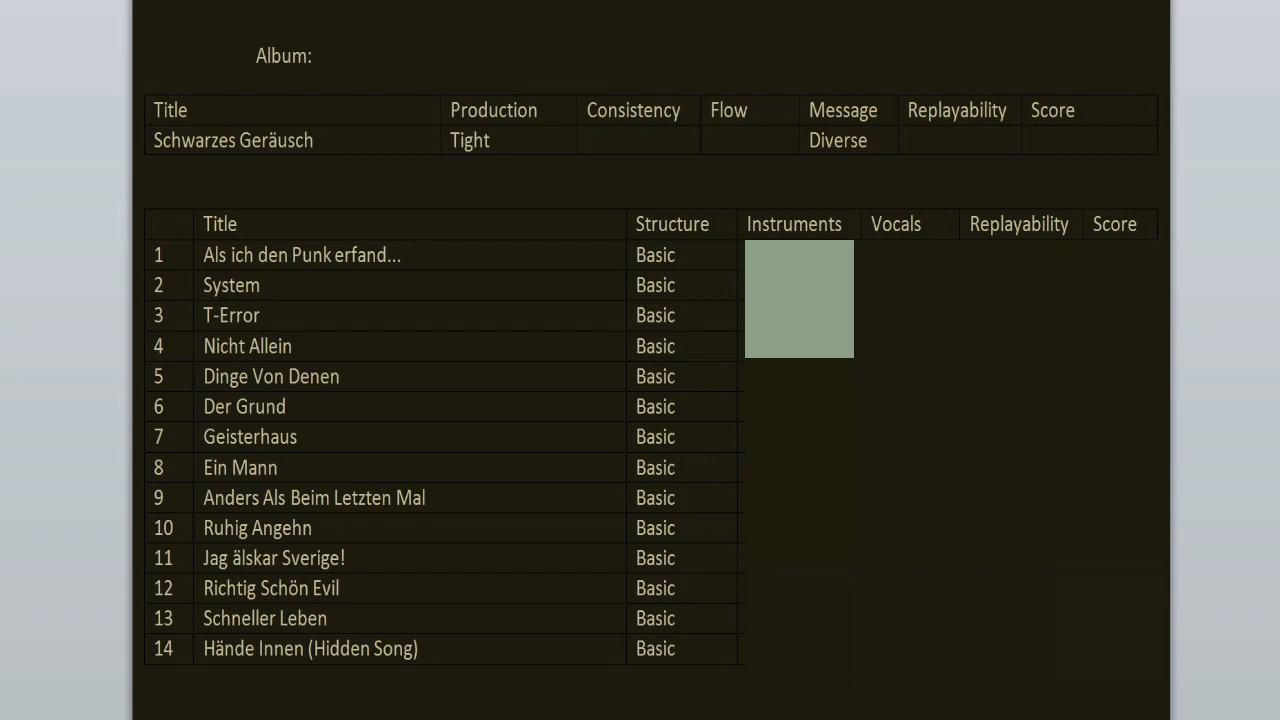 Album:
Title Production Consistency Flow Message Replayability Score
Schwarzes Geräusch Tight Diverse
Title Structure Instruments Vocals Replayability Score
1 Als ich den Punk erfand... Basic
2 System Basic
3 T-Error Basic
4 Nicht Allein Basic
5 Dinge Von Denen Basic
6 Der Grund Basic
7 Geisterhaus Basic
8 Ein Mann Basic
9 Anders Als Beim Letzten Mal Basic
10 Ruhig Angehn Basic
11 Jag älskar Sverige! Basic
12 Richtig Schön Evil Basic
13 Schneller Leben Basic
14 Hände Innen (Hidden Song) Basic